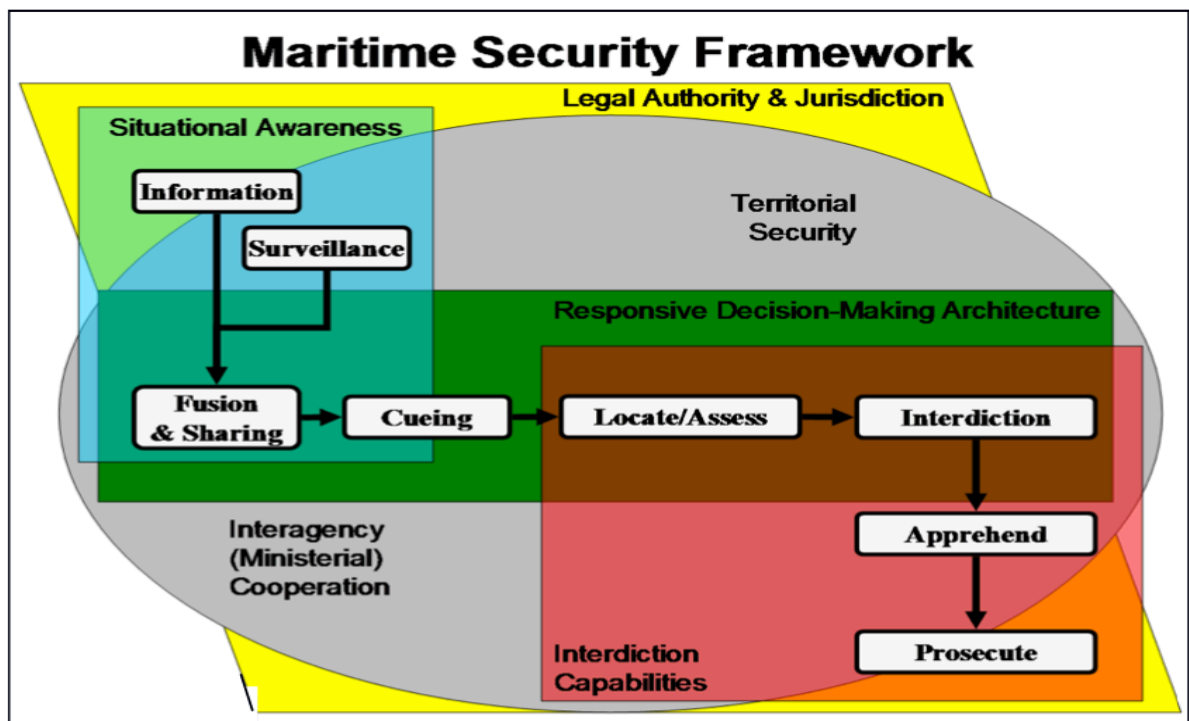 Maritime Security Framework
Legal Authority & Jurisdiction
Situational Awareness
Information
Territorial
Security
Surveillance
Responsive Decision-Making Architecture
Fusion
& Sharing
Cueing
Locate/Assess
Interdiction
Interagency
(Ministerial)
Cooperation
Apprehend
Interdiction
Capabilities
Prosecute